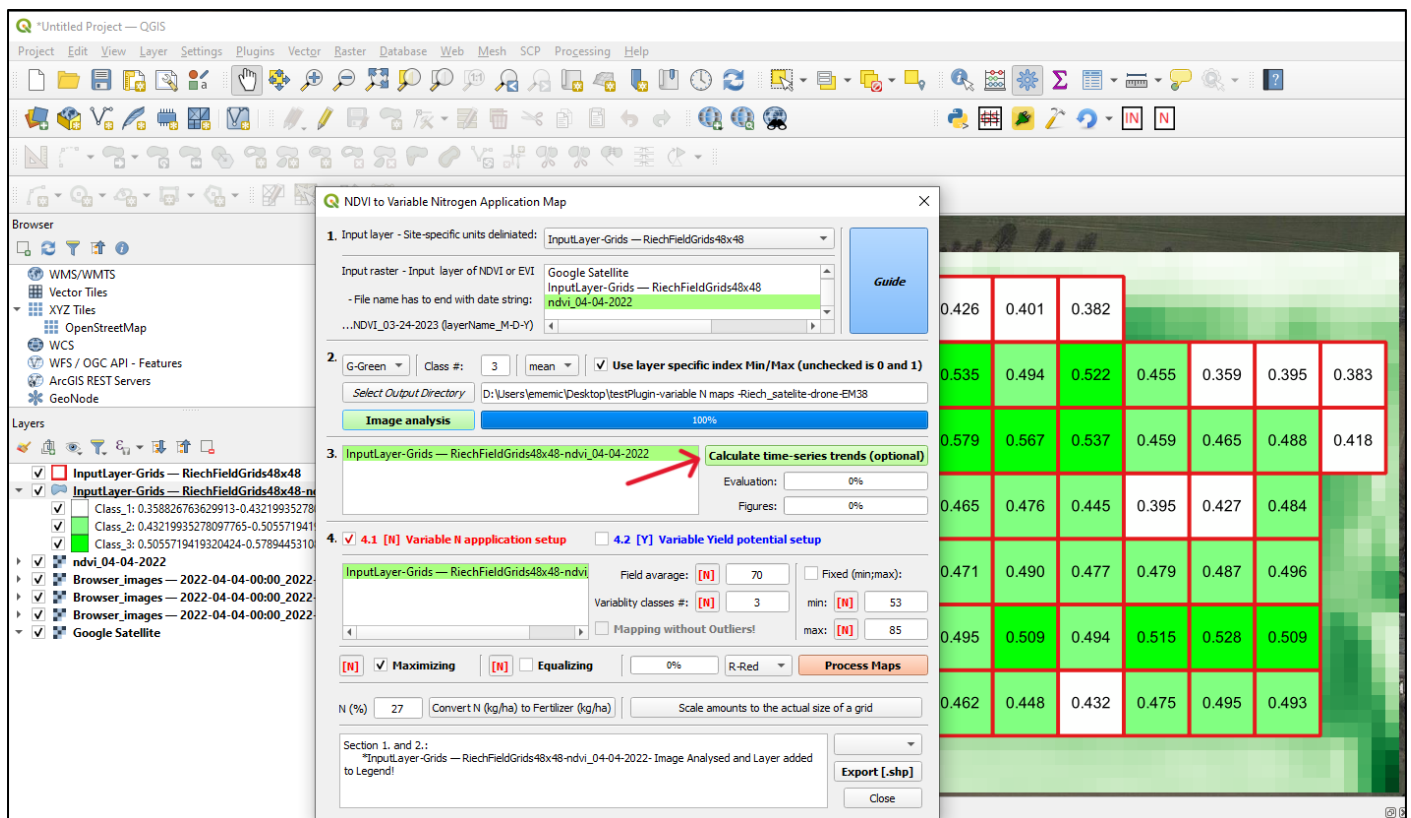 *Untitled Project — QGIS
Project Edit View Layer Settings Plugins Vector Raster Database Web Mesh SCP Processing Help
IN N
NDVI to Variable Nitrogen Application Map
Browser
WMS/WMTS
Vector Tiles
XYZ Tiles
OpenStreetMap
WCS
WFS / OGC API - Features
ArcGIS REST Servers
GeoNode
Layers
InputLayer-Grids — RiechFieldGrids48x48
InputLayer-Grids — RiechFieldGrids48x48-n
Class_1: 0.358826763629913-0.4321993527
Class_2: 0.43219935278097765-0.505571941
Class_3: 0.5055719419320424-0.578944531
ndvi_04-04-2022
Browser_images — 2022-04-04-00:00_2022-
Browser_images — 2022-04-04-00:00_2022-
Browser_images — 2022-04-04-00:00_2022-
Google Satellite
1. Input layer - Site-specific units deliniated: InputLayer-Grids — RiechFieldGrids48x48
Input raster - Input layer of NDVI or EVI
- File name has to end with date string:
...NDVI_03-24-2023 (layerName_M-D-Y)
Google Satellite
InputLayer-Grids — RiechFieldGrids48x48
ndvi_04-04-2022
Guide
2. G-Green Class #: 3 mean Use layer specific index Min/Max (unchecked is 0 and 1)
Select Output Directory D:\Users\ememic\Desktop\testPlugin-variable N maps -Riech_satelite-drone-EM38
Image analysis 100%
3. InputLayer-Grids — RiechFieldGrids48x48-ndvi_04-04-2022 Calculate time-series trends (optional)
Evaluation: 0%
Figures: 0%
4. 4.1 [N] Variable N appplication setup 4.2 [Y] Variable Yield potential setup
InputLayer-Grids — RiechFieldGrids48x48-ndvi
Field avarage: [N] 70 Fixed (min;max):
Variablity classes #: [N] 3 min: [N] 53
Mapping without Outliers! max: [N] 85
[N] Maximizing [N] Equalizing 0% R-Red Process Maps
N (%) 27 Convert N (kg/ha) to Fertilizer (kg/ha) Scale amounts to the actual size of a grid
Section 1. and 2.:
*InputLayer-Grids — RiechFieldGrids48x48-ndvi_04-04-2022- Image Analysed and Layer added
to Legend!
Export [.shp]
Close
0.426 0.401 0.382
0.535 0.494 0.522 0.455 0.359 0.395 0.383
0.579 0.567 0.537 0.459 0.465 0.488 0.418
0.465 0.476 0.445 0.395 0.427 0.484
0.471 0.490 0.477 0.479 0.487 0.496
0.495 0.509 0.494 0.515 0.528 0.509
0.462 0.448 0.432 0.475 0.495 0.493